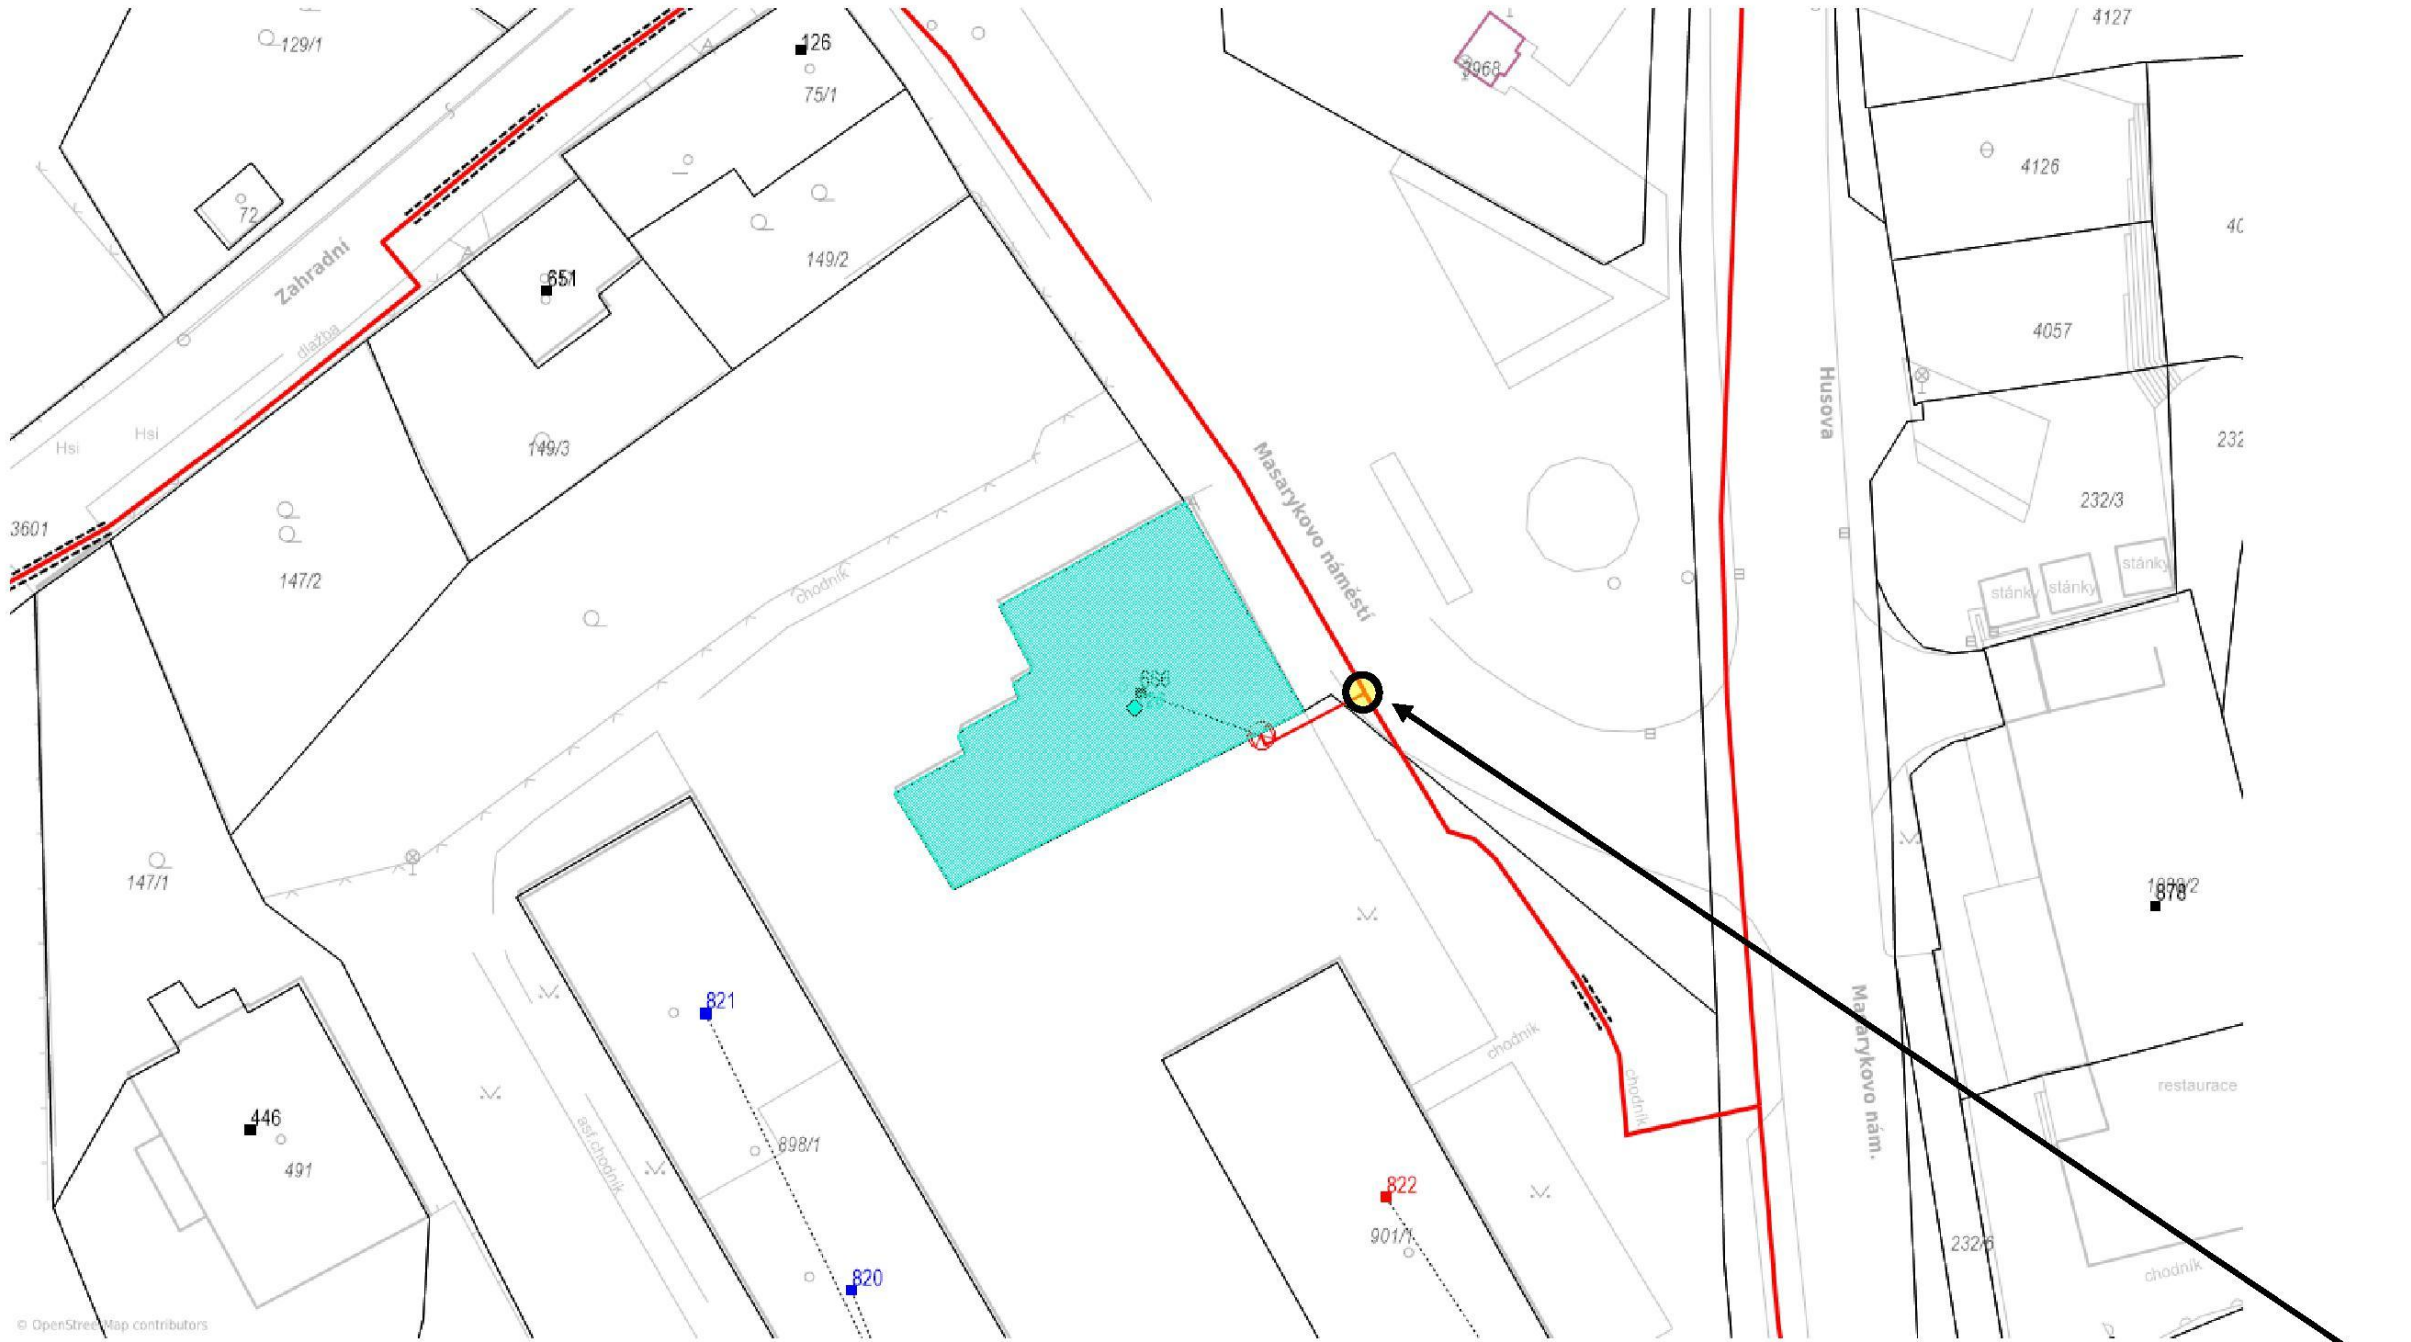 129/1
126
75/1
3968
4127
4126
72
Zahradní
651
149/2
4057
dlažba
Husova
Hsi
Hsi
149/3
Masarykovo náměstí
232/3
3601
147/2
chodník
stánky
stánky
stánky
147/1
878
821
Masarykovo nám.
chodník
restaurace
chodník
446
asf.chodník
898/1
491
822
901/1
232/6
820
chodník
© OpenStreetMap contributors